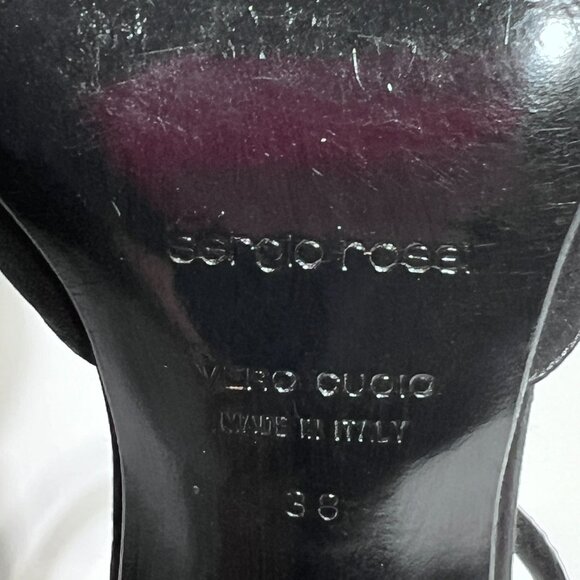 sergio rossi
VERO CUOIO
MADE IN ITALY
38